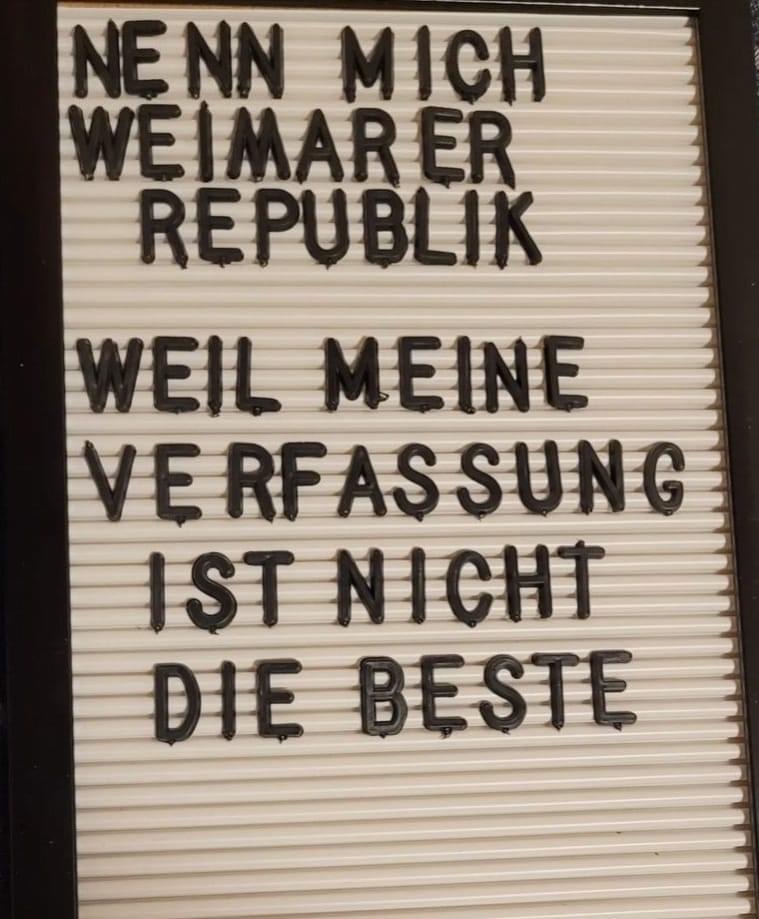 NENN MICH
WEIMARER
REPUBLIK
WEIL MEINE
VERFASSUNG
IST NICHT
DIE BESTE